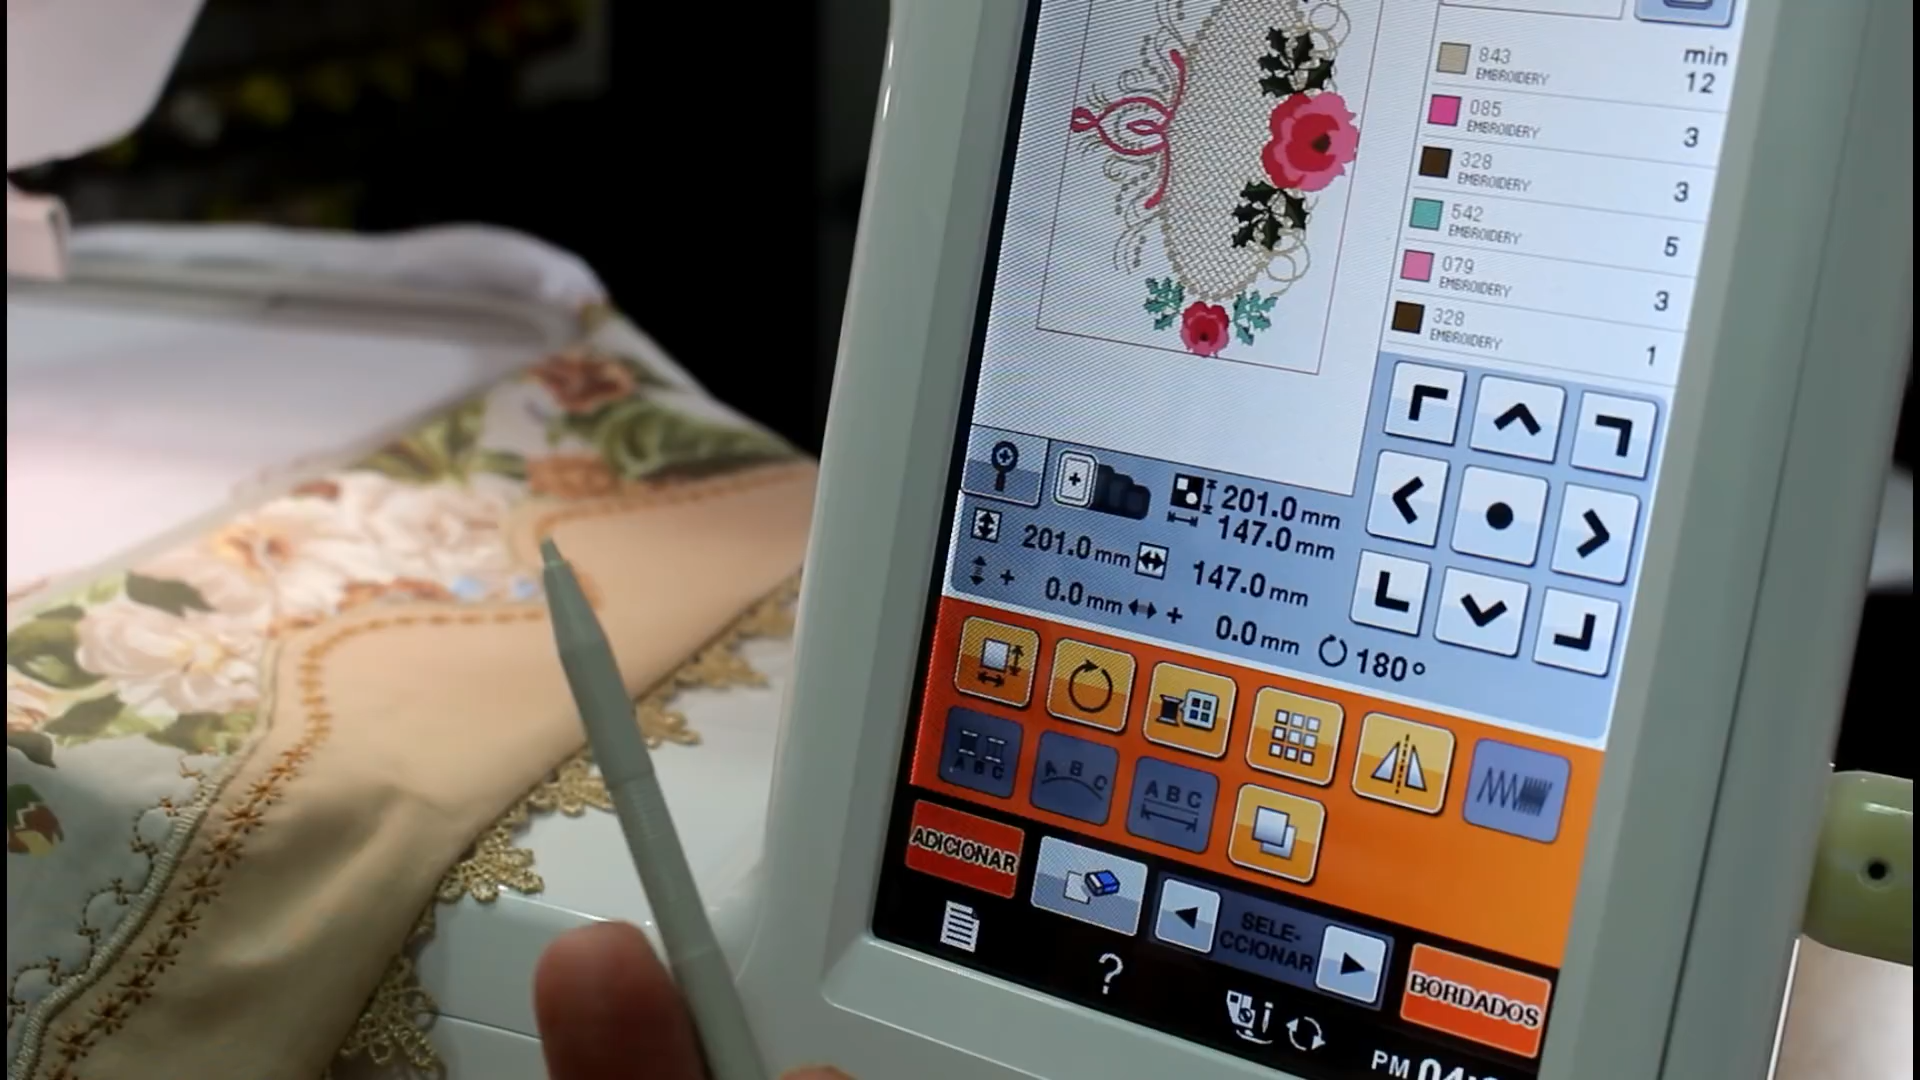 min
843
EMBROIDERY
12
085
EMBROIDERY
3
328
EMBROIDERY
3
542
EMBROIDERY
5
079
EMBROIDERY
3
328
EMBROIDERY
1
201.0 mm
147.0 mm
201.0 mm
147.0 mm
+ 0.0 mm
+ 0.0 mm
180°
ABC
ABC
ABC
ADICIONAR
SELE-
CCIONAR
BORDADOS
?
i
PM